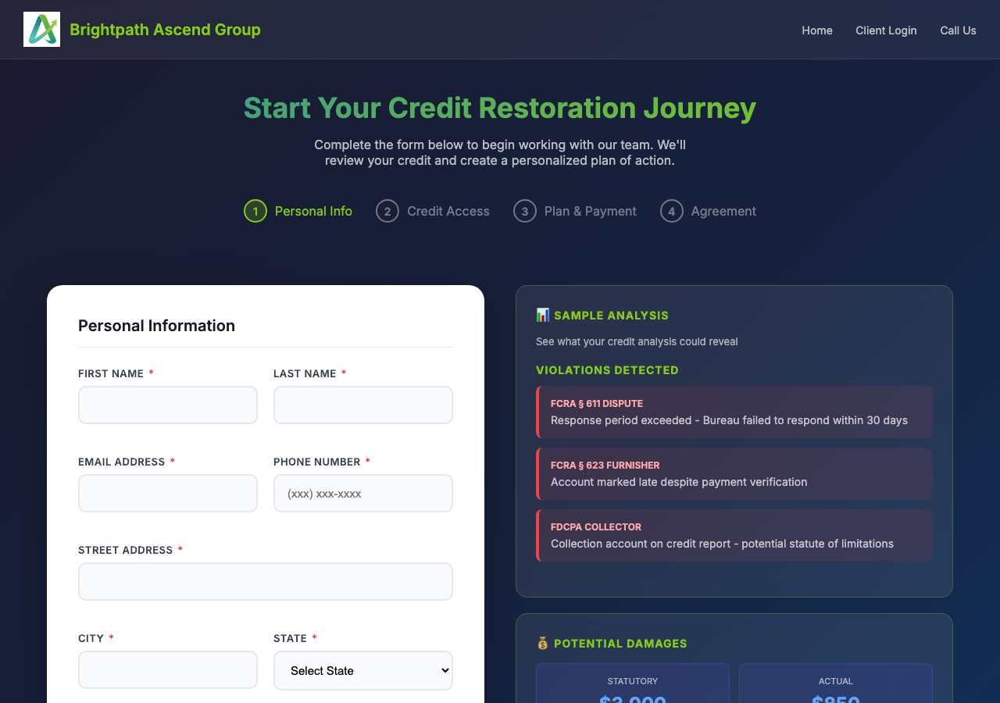 Brightpath Ascend Group
Home
Client Login
Call Us
Start Your Credit Restoration Journey
Complete the form below to begin working with our team. We'll
review your credit and create a personalized plan of action.
1 Personal Info
2 Credit Access
3 Plan & Payment
4 Agreement
Personal Information
FIRST NAME *
LAST NAME *
EMAIL ADDRESS *
PHONE NUMBER *
(xxx) xxx-xxxx
STREET ADDRESS *
CITY *
STATE *
Select State
📊 SAMPLE ANALYSIS
See what your credit analysis could reveal
VIOLATIONS DETECTED
FCRA § 611 DISPUTE
Response period exceeded - Bureau failed to respond within 30 days
FCRA § 623 FURNISHER
Account marked late despite payment verification
FDCPA COLLECTOR
Collection account on credit report - potential statute of limitations
💰 POTENTIAL DAMAGES
STATUTORY
$3,000
ACTUAL
$850